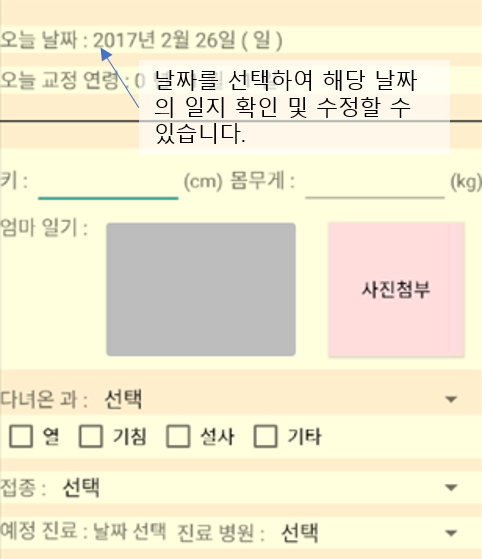 오늘 날짜 : 2017년 2월 26일 ( 일 )
오늘 교정 연령 : 0
날짜를 선택하여 해당 날짜
의 일지 확인 및 수정할 수
있습니다.
키 : (cm) 몸무게 : (kg)
엄마 일기 :
사진첨부
다녀온 과 : 선택
열 기침 설사 기타
접종 : 선택
예정 진료 : 날짜 선택 진료 병원 : 선택